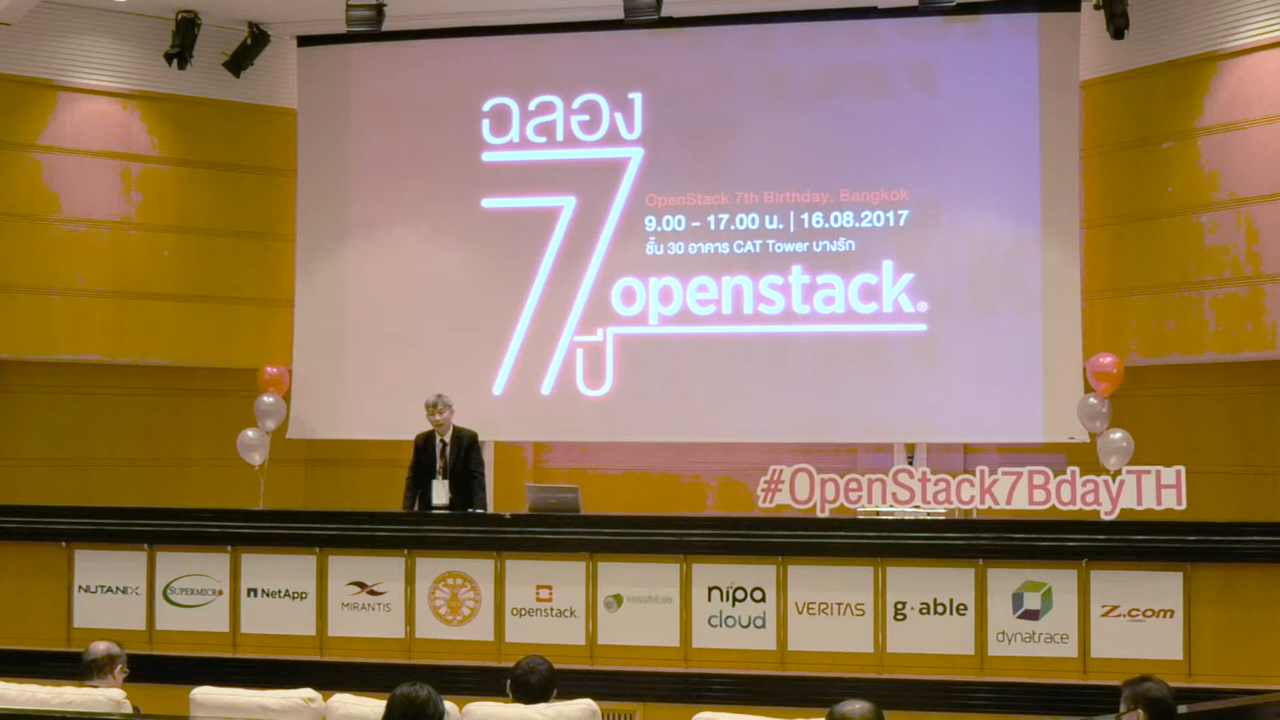 ฉลอง
7
OpenStack 7th Birthday, Bangkok
9.00 - 17.00 น. | 16.08.2017
ชั้น 30 อาคาร CAT Tower บางรัก
openstack®
ปี
#OpenStack7BdayTH
NUTANIX
SUPERMICRO
NetApp
MIRANTIS
openstack.
nipa
cloud
VERITAS
g·able
dynatrace
Z.com